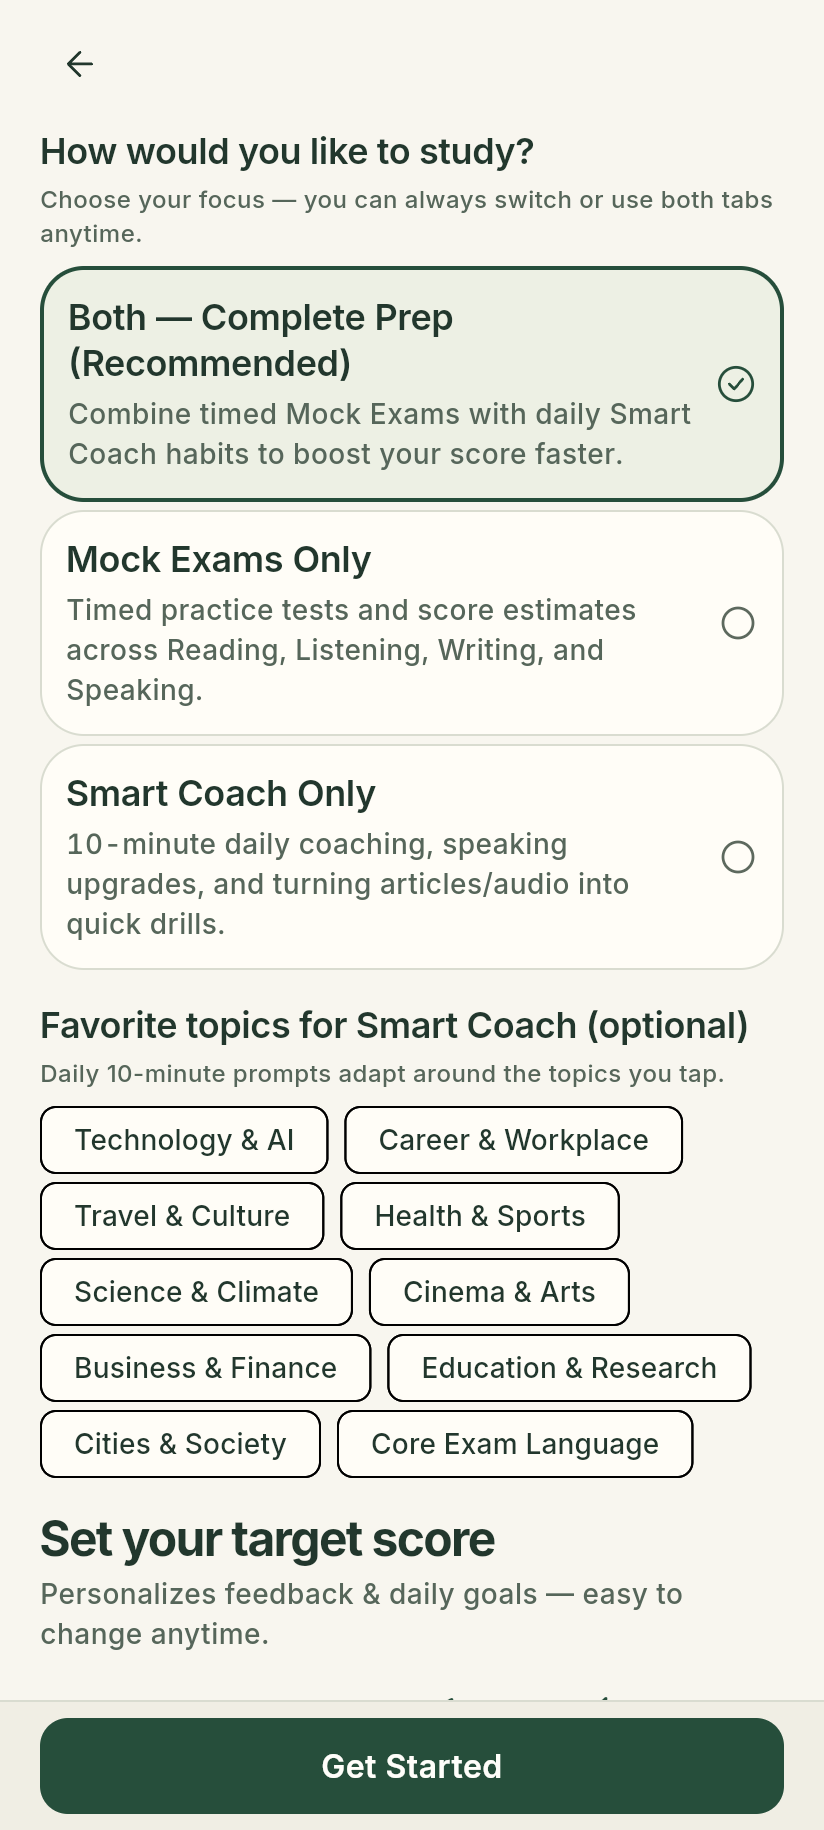 How would you like to study?
Choose your focus — you can always switch or use both tabs
anytime.
Both — Complete Prep
(Recommended)
Combine timed Mock Exams with daily Smart
Coach habits to boost your score faster.
Mock Exams Only
Timed practice tests and score estimates
across Reading, Listening, Writing, and
Speaking.
Smart Coach Only
10-minute daily coaching, speaking
upgrades, and turning articles/audio into
quick drills.
Favorite topics for Smart Coach (optional)
Daily 10-minute prompts adapt around the topics you tap.
Technology & AI
Career & Workplace
Travel & Culture
Health & Sports
Science & Climate
Cinema & Arts
Business & Finance
Education & Research
Cities & Society
Core Exam Language
Set your target score
Personalizes feedback & daily goals — easy to
change anytime.
Get Started